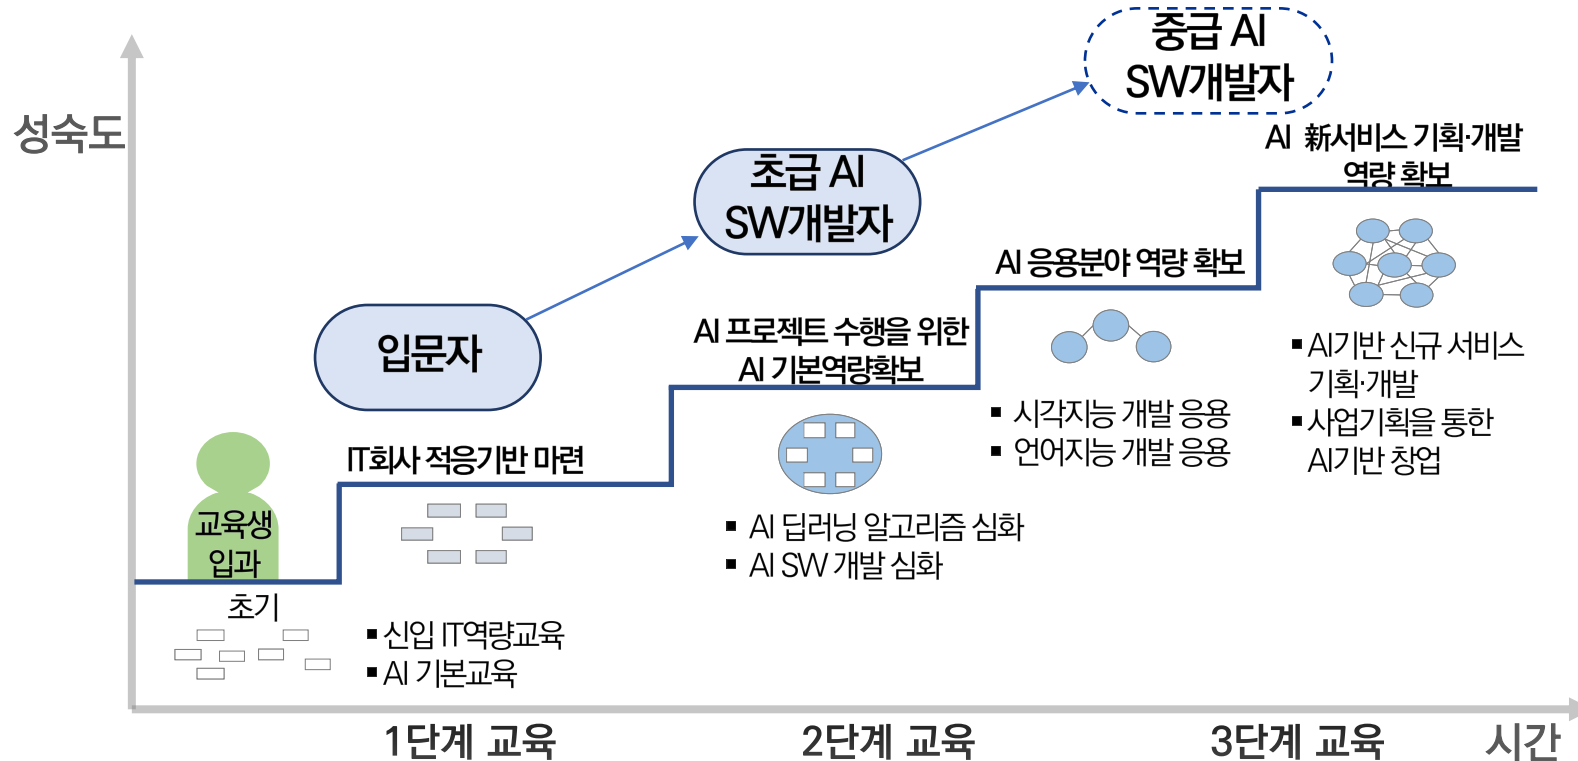 중급 AI
SW개발자
성숙도
AI 新서비스 기획·개발
역량 확보
초급 AI
SW개발자
AI 응용분야 역량 확보
입문자
AI 프로젝트 수행을 위한
AI 기본역량확보
IT회사 적응기반 마련
교육생
입과
초기
▪ 신입 IT역량교육
▪ AI 기본교육
▪ AI 딥러닝 알고리즘 심화
▪ AI SW 개발 심화
▪ 시각지능 개발 응용
▪ 언어지능 개발 응용
▪ AI기반 신규 서비스
기획·개발
▪ 사업기획을 통한
AI기반 창업
1단계 교육
2단계 교육
3단계 교육
시간